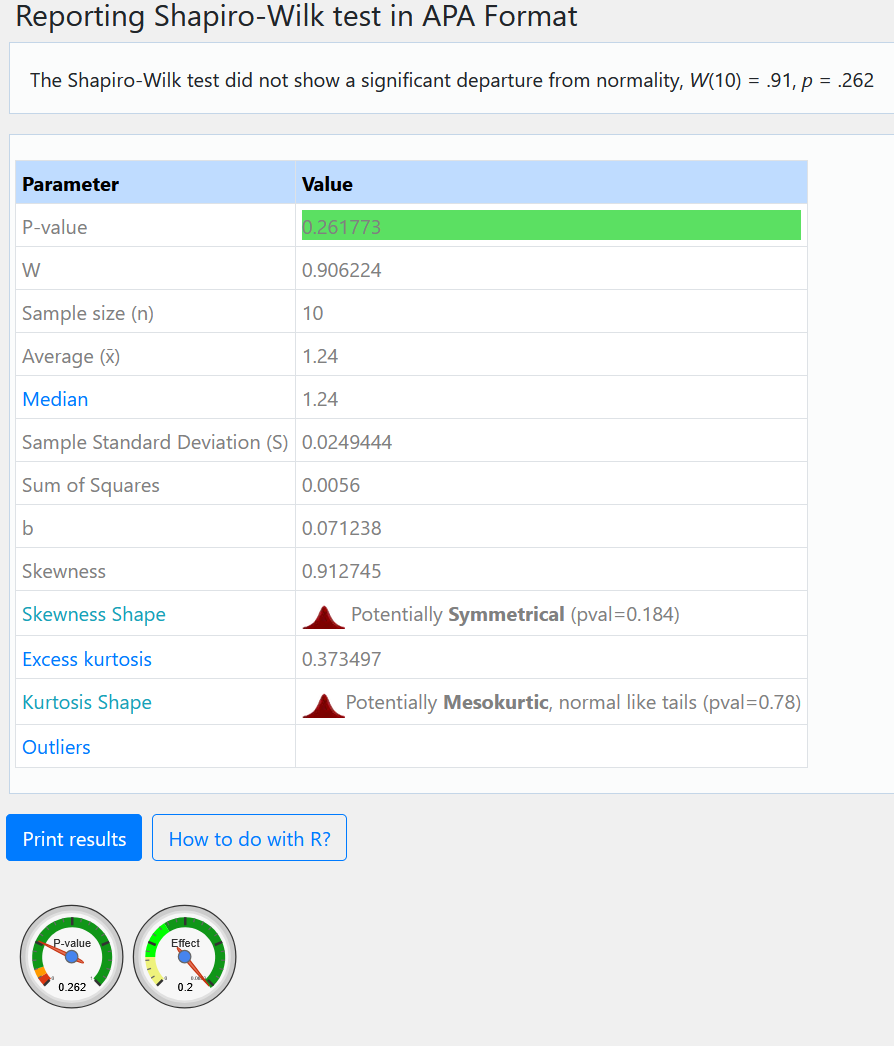 Reporting Shapiro-Wilk test in APA Format
The Shapiro-Wilk test did not show a significant departure from normality, W(10) = .91, p = .262
Parameter Value
P-value 0.261773
W 0.906224
Sample size (n) 10
Average (x̄) 1.24
Median 1.24
Sample Standard Deviation (S) 0.0249444
Sum of Squares 0.0056
b 0.071238
Skewness 0.912745
Skewness Shape Potentially Symmetrical (pval=0.184)
Excess kurtosis 0.373497
Kurtosis Shape Potentially Mesokurtic, normal like tails (pval=0.78)
Outliers
Print results How to do with R?
P-value Effect
0.262 0.2